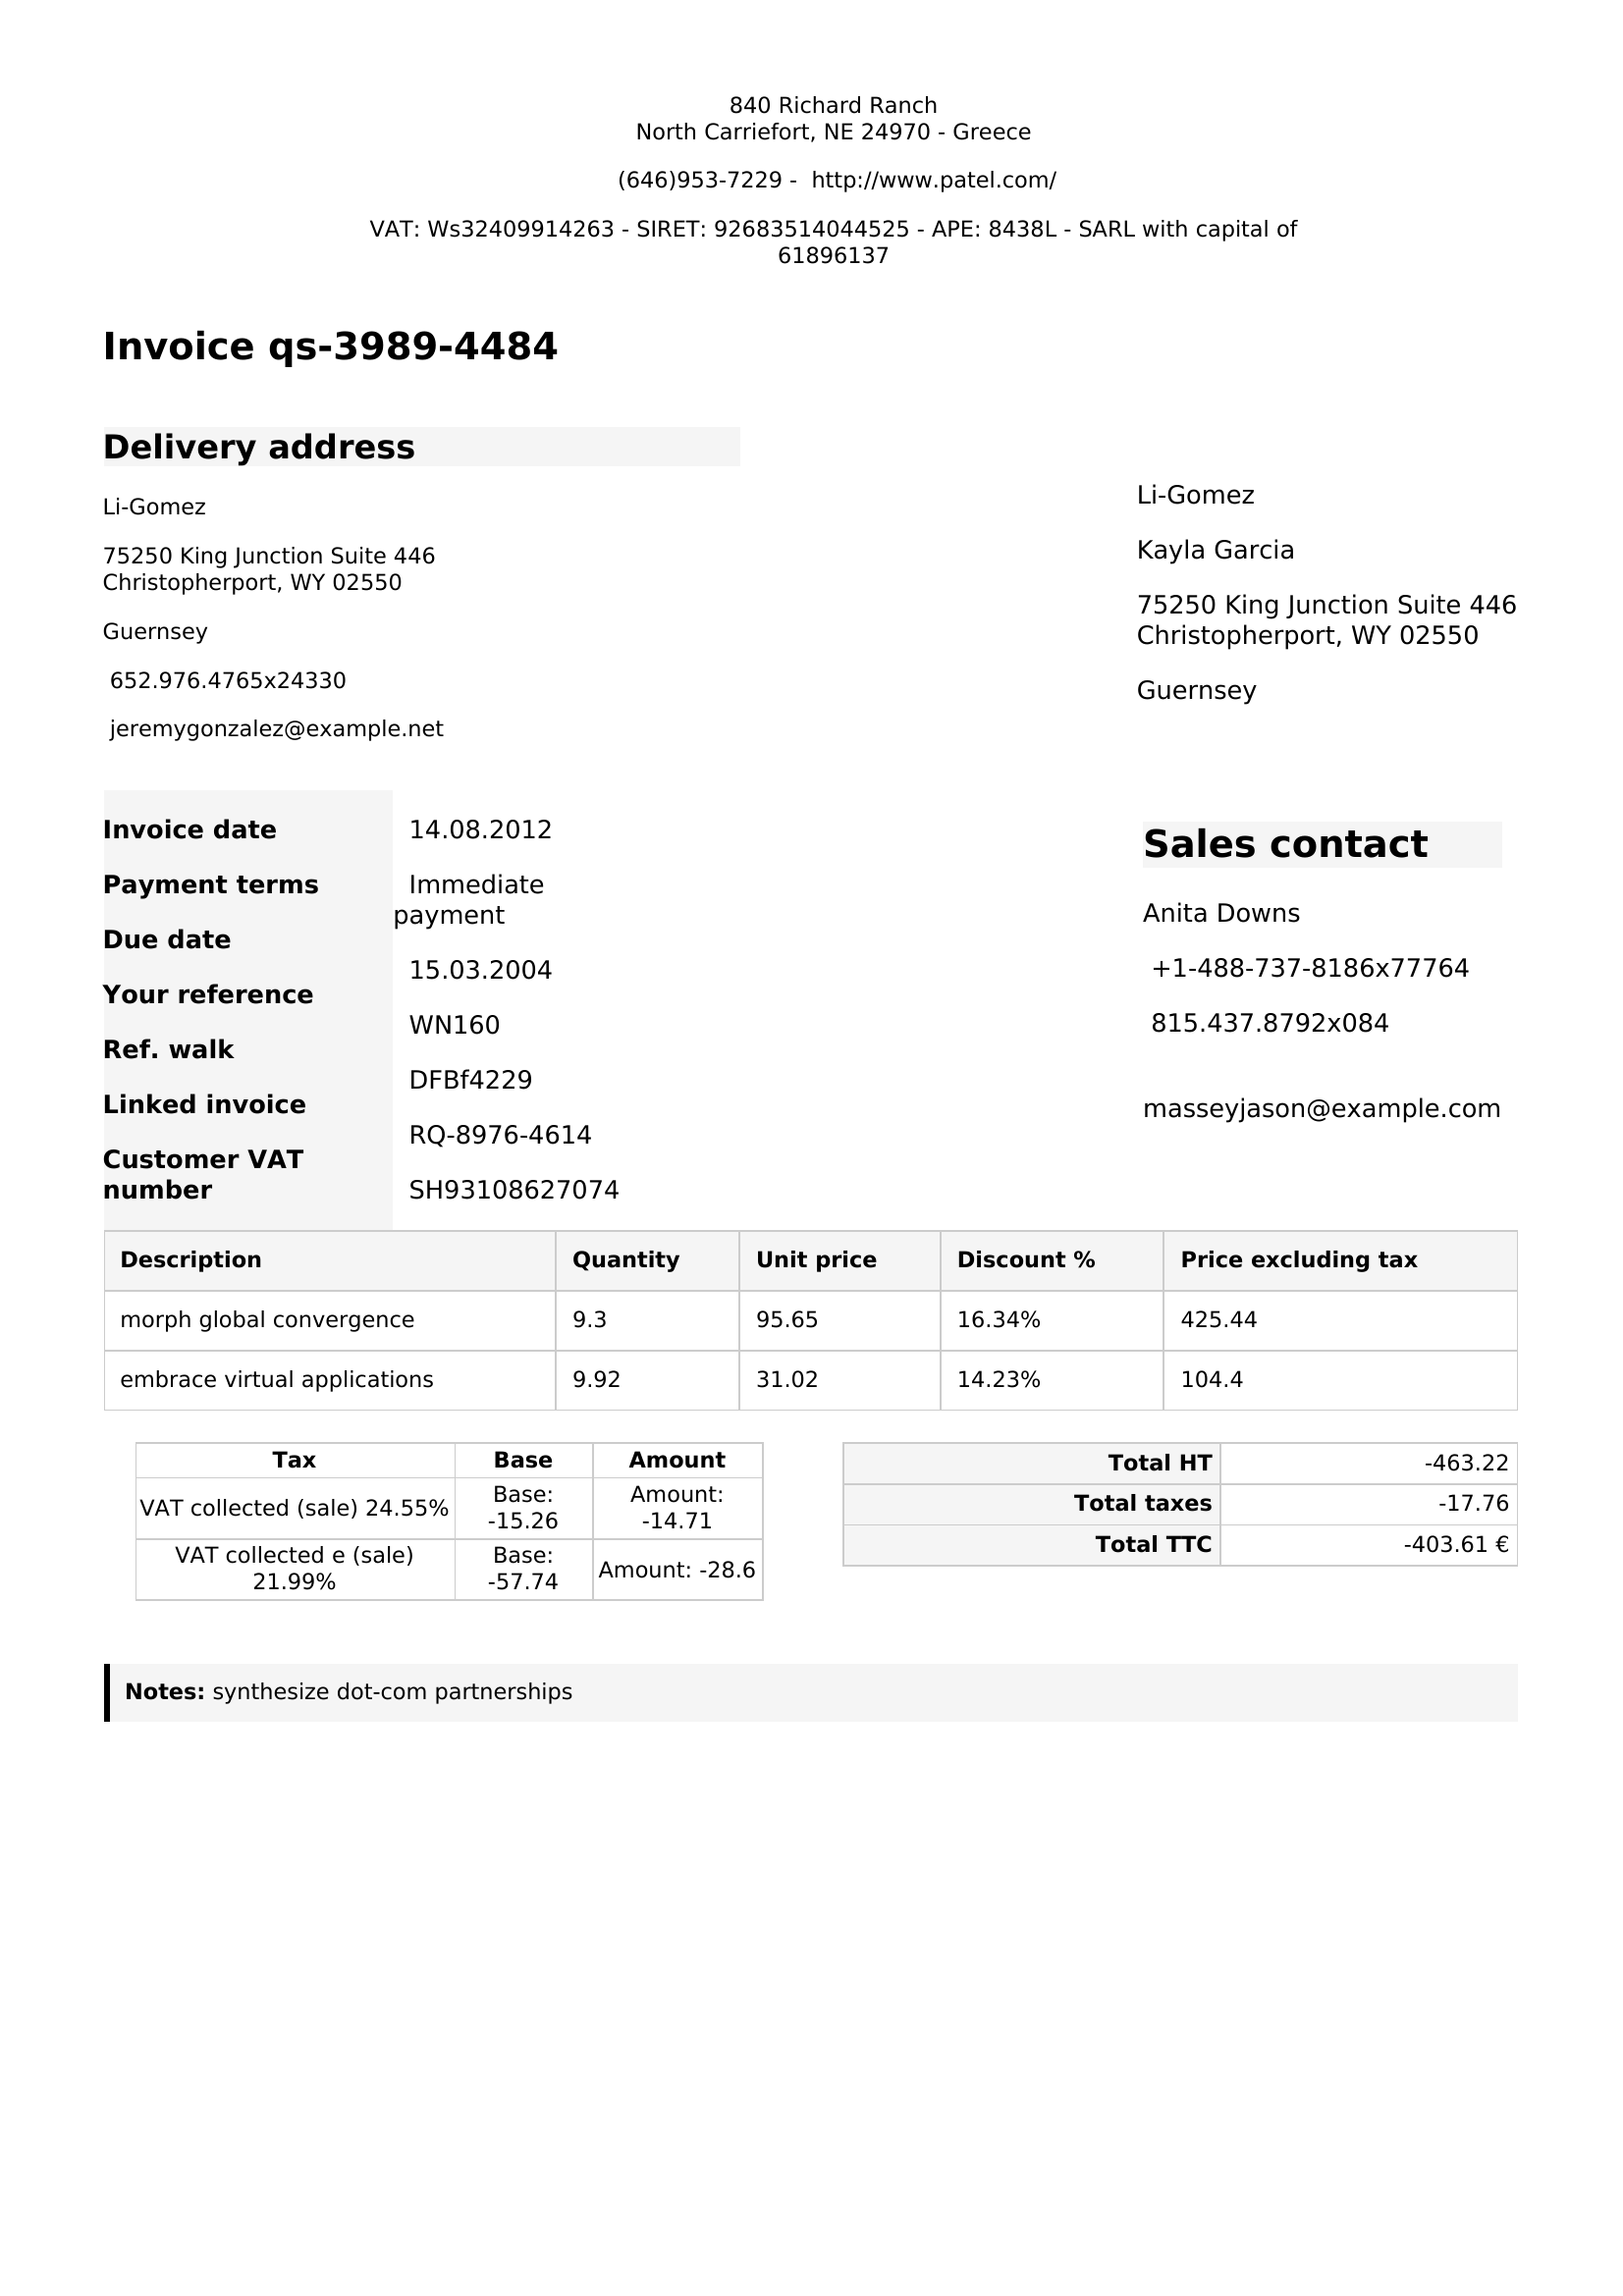 840 Richard Ranch
North Carriefort, NE 24970 - Greece
(646)953-7229 -  http://www.patel.com/
VAT: Ws32409914263 - SIRET: 92683514044525 - APE: 8438L - SARL with capital of
61896137
Invoice qs-3989-4484
Delivery address
Li-Gomez
75250 King Junction Suite 446
Christopherport, WY 02550
Guernsey
652.976.4765x24330
jeremygonzalez@example.net
Li-Gomez
Kayla Garcia
75250 King Junction Suite 446
Christopherport, WY 02550
Guernsey
Invoice date 14.08.2012
Payment terms Immediate
payment
Due date 15.03.2004
Your reference WN160
Ref. walk DFBf4229
Linked invoice RQ-8976-4614
Customer VAT
number SH93108627074
Sales contact
Anita Downs
+1-488-737-8186x77764
815.437.8792x084
masseyjason@example.com
Description Quantity Unit price Discount % Price excluding tax
morph global convergence 9.3 95.65 16.34% 425.44
embrace virtual applications 9.92 31.02 14.23% 104.4
Tax Base Amount
VAT collected (sale) 24.55% Base: -15.26 Amount: -14.71
VAT collected e (sale) 21.99% Base: -57.74 Amount: -28.6
Total HT -463.22
Total taxes -17.76
Total TTC -403.61 €
Notes: synthesize dot-com partnerships